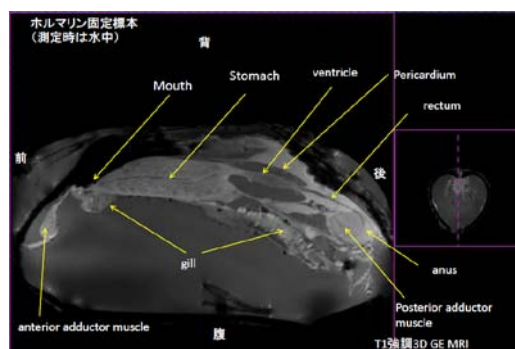 ホルマリン固定標本
（測定時は水中）
背
Mouth
Stomach
ventricle
Pericardium
rectum
前
後
gill
anus
anterior adductor muscle
Posterior adductor
muscle
腹
T1強調3D GE MRI